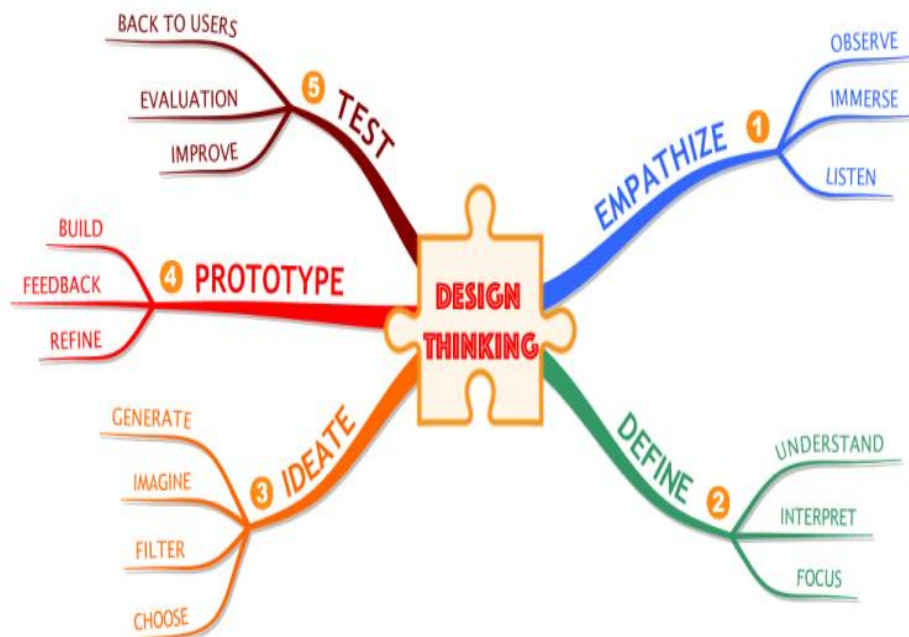 DESIGN
THINKING
1
EMPATHIZE
OBSERVE
IMMERSE
LISTEN
2
DEFINE
UNDERSTAND
INTERPRET
FOCUS
3
IDEATE
GENERATE
IMAGINE
FILTER
CHOOSE
4
PROTOTYPE
BUILD
FEEDBACK
REFINE
5
TEST
BACK TO USERS
EVALUATION
IMPROVE